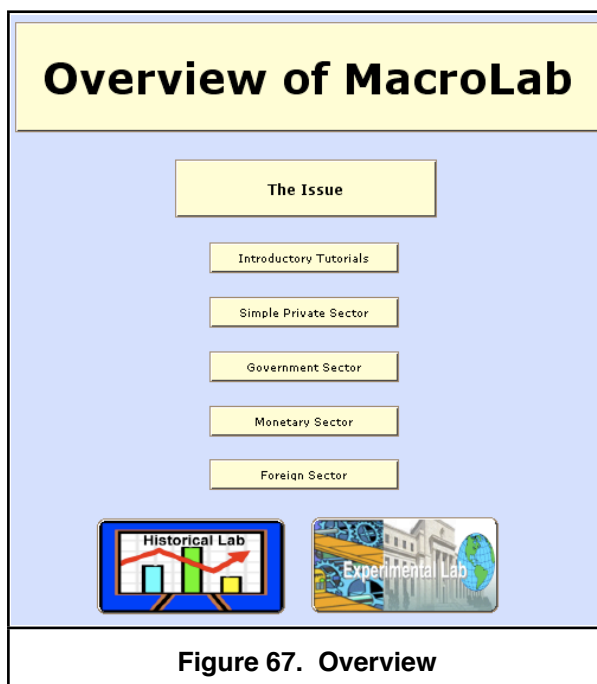 Overview of MacroLab
The Issue
Introductory Tutorials
Simple Private Sector
Government Sector
Monetary Sector
Foreign Sector
Historical Lab
Experimental Lab
Figure 67.  Overview